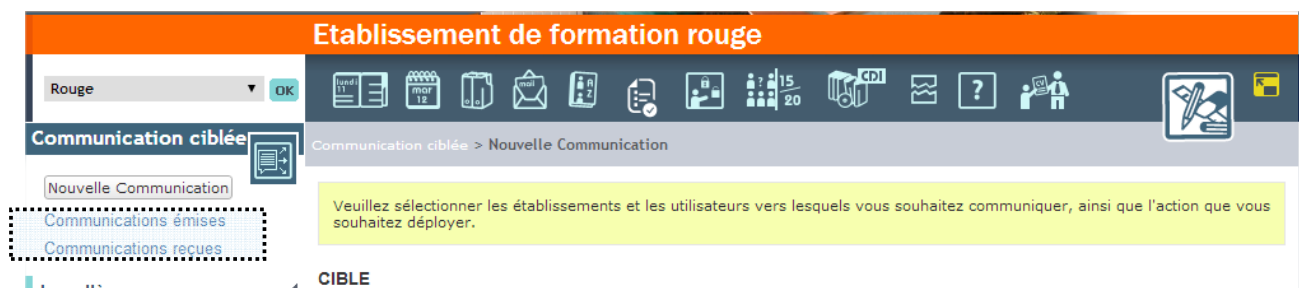 Etablissement de formation rouge
Rouge
OK
lundi 11
mar 12
mail
A Z
? 15 20
CDI
?
CV
Communication ciblée
Communication ciblée > Nouvelle Communication
Nouvelle Communication
Communications émises
Communications reçues
Veuillez sélectionner les établissements et les utilisateurs vers lesquels vous souhaitez communiquer, ainsi que l'action que vous
souhaitez déployer.
CIBLE